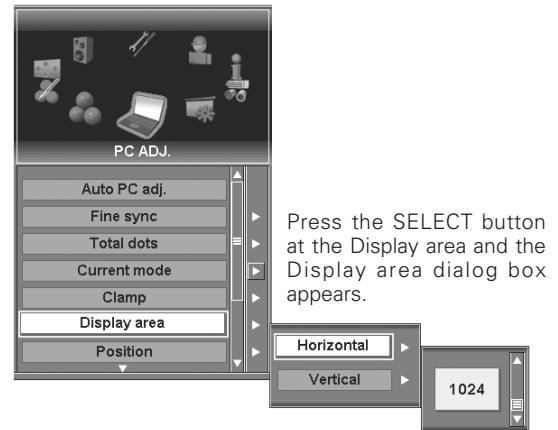 PC ADJ.
Auto PC adj.
Fine sync
Total dots
Current mode
Clamp
Display area
Position
Press the SELECT button
at the Display area and the
Display area dialog box
appears.
Horizontal
Vertical
1024